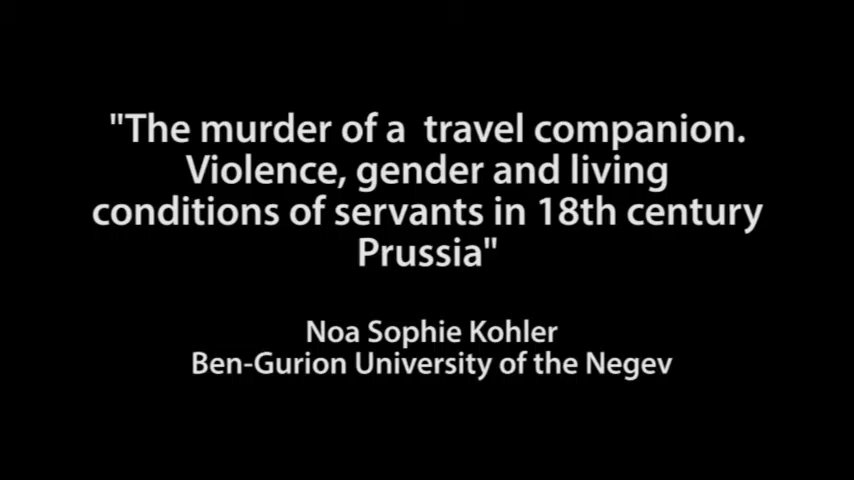 "The murder of a  travel companion.
Violence, gender and living
conditions of servants in 18th century
Prussia"
Noa Sophie Kohler
Ben-Gurion University of the Negev